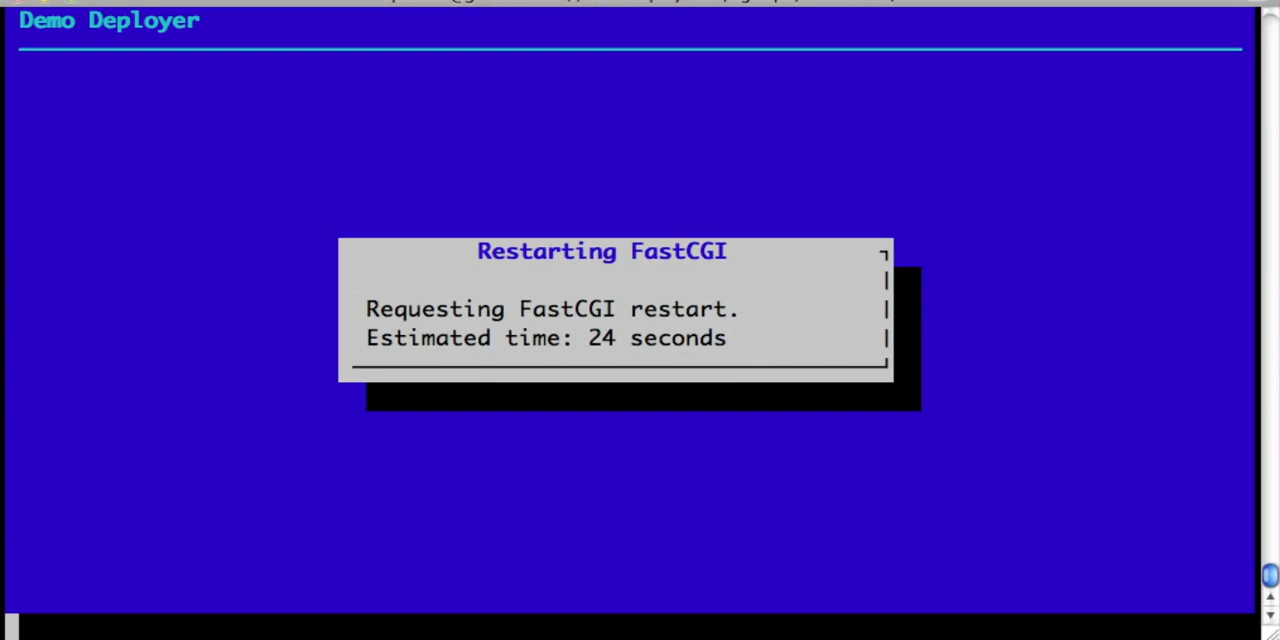 Demo Deployer
Restarting FastCGI
Requesting FastCGI restart.
Estimated time: 24 seconds